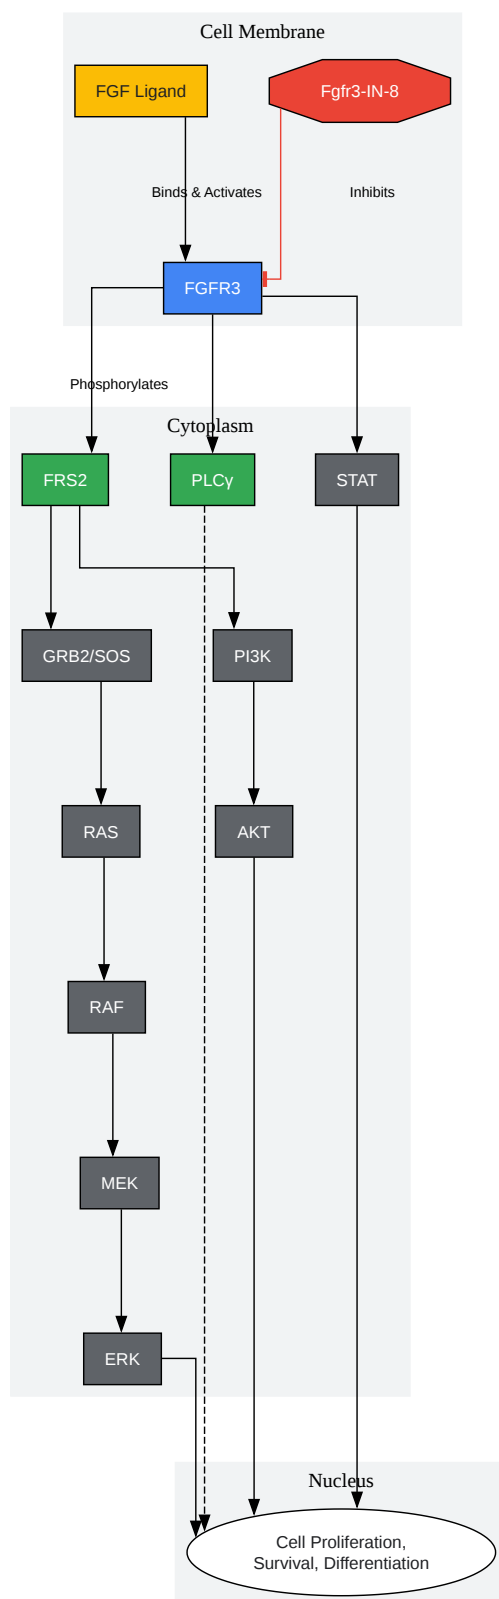 Cell Membrane
FGF Ligand
Fgfr3-IN-8
Binds & Activates
Inhibits
FGFR3
Phosphorylates
Cytoplasm
FRS2
PLCγ
STAT
GRB2/SOS
PI3K
RAS
AKT
RAF
MEK
ERK
Nucleus
Cell Proliferation,
Survival, Differentiation